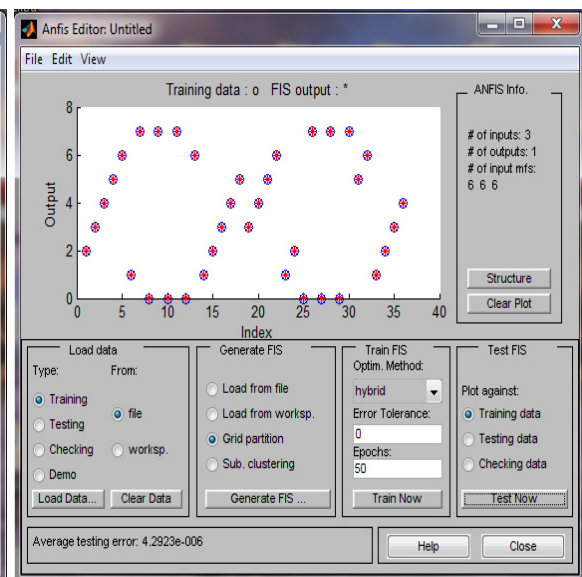 Anfis Editor: Untitled
File Edit View
Training data : o FIS output : *
8
6
4
2
0
Output
0 5 10 15 20 25 30 35 40
Index
ANFIS Info.
# of inputs: 3
# of outputs: 1
# of input mfs:
6 6 6
Structure
Clear Plot
Load data
Type: From:
Training
Testing
Checking
Demo
file
worksp.
Load Data... Clear Data
Generate FIS
Load from file
Load from worksp.
Grid partition
Sub. clustering
Generate FIS ...
Train FIS
Optim. Method:
hybrid
Error Tolerance:
0
Epochs:
50
Train Now
Test FIS
Plot against:
Training data
Testing data
Checking data
Test Now
Average testing error: 4.2923e-006
Help Close